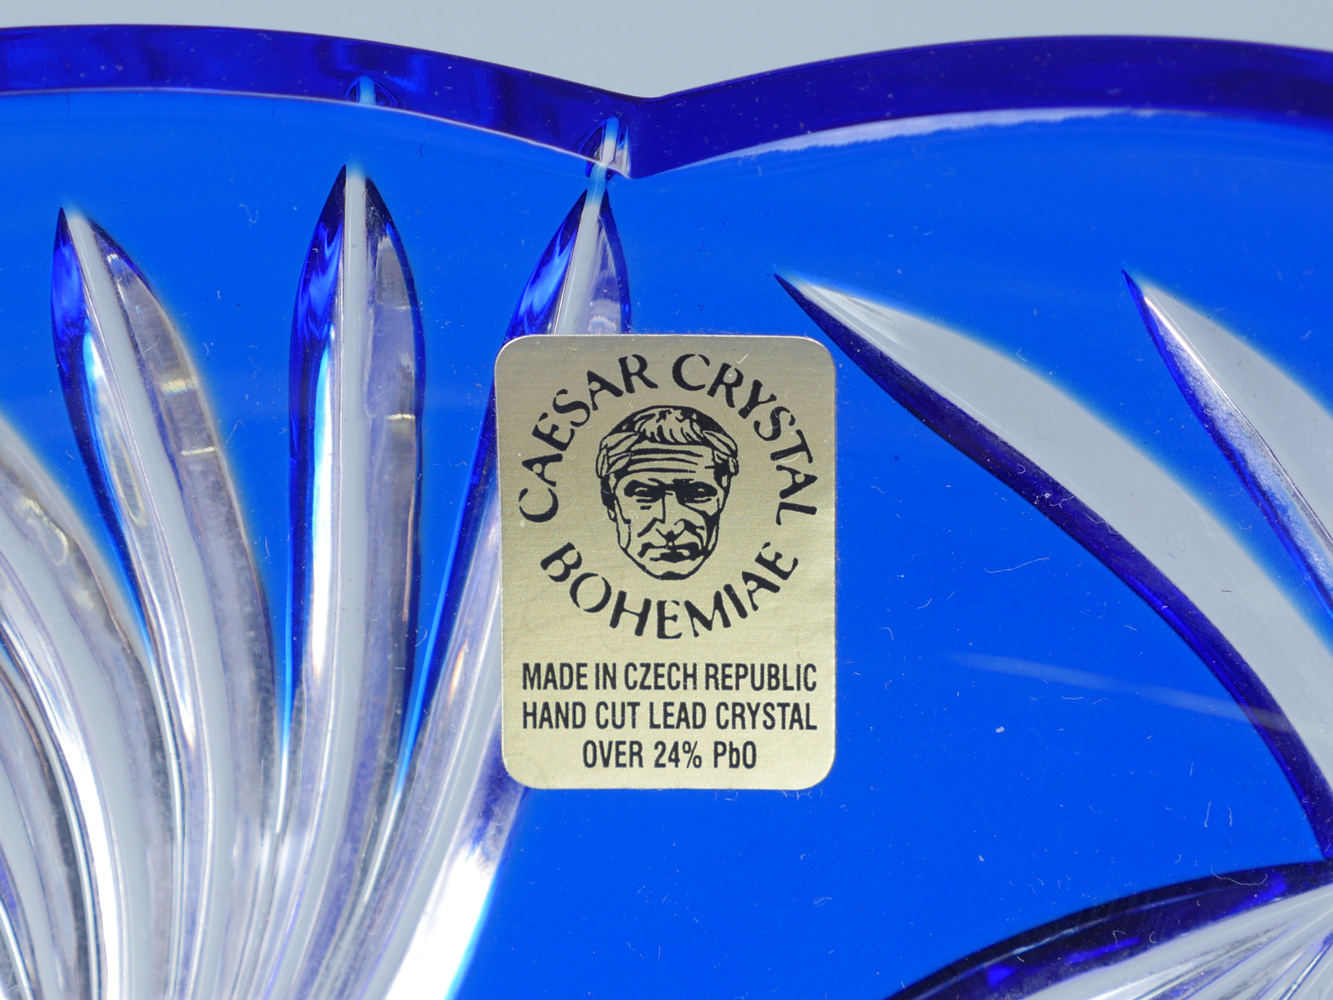 CAESAR CRYSTAL
BOHEMIAE
MADE IN CZECH REPUBLIC
HAND CUT LEAD CRYSTAL
OVER 24% PbO